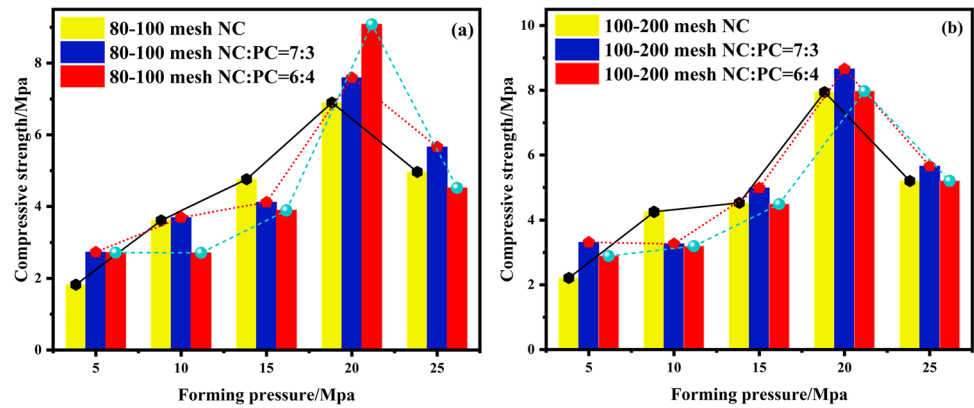 80-100 mesh NC
80-100 mesh NC:PC=7:3
80-100 mesh NC:PC=6:4
(a)
Compressive strength/Mpa
8
6
4
2
0
5 10 15 20 25
Forming pressure/Mpa
100-200 mesh NC
100-200 mesh NC:PC=7:3
100-200 mesh NC:PC=6:4
(b)
Compressive strength/Mpa
10
8
6
4
2
0
5 10 15 20 25
Forming pressure/Mpa